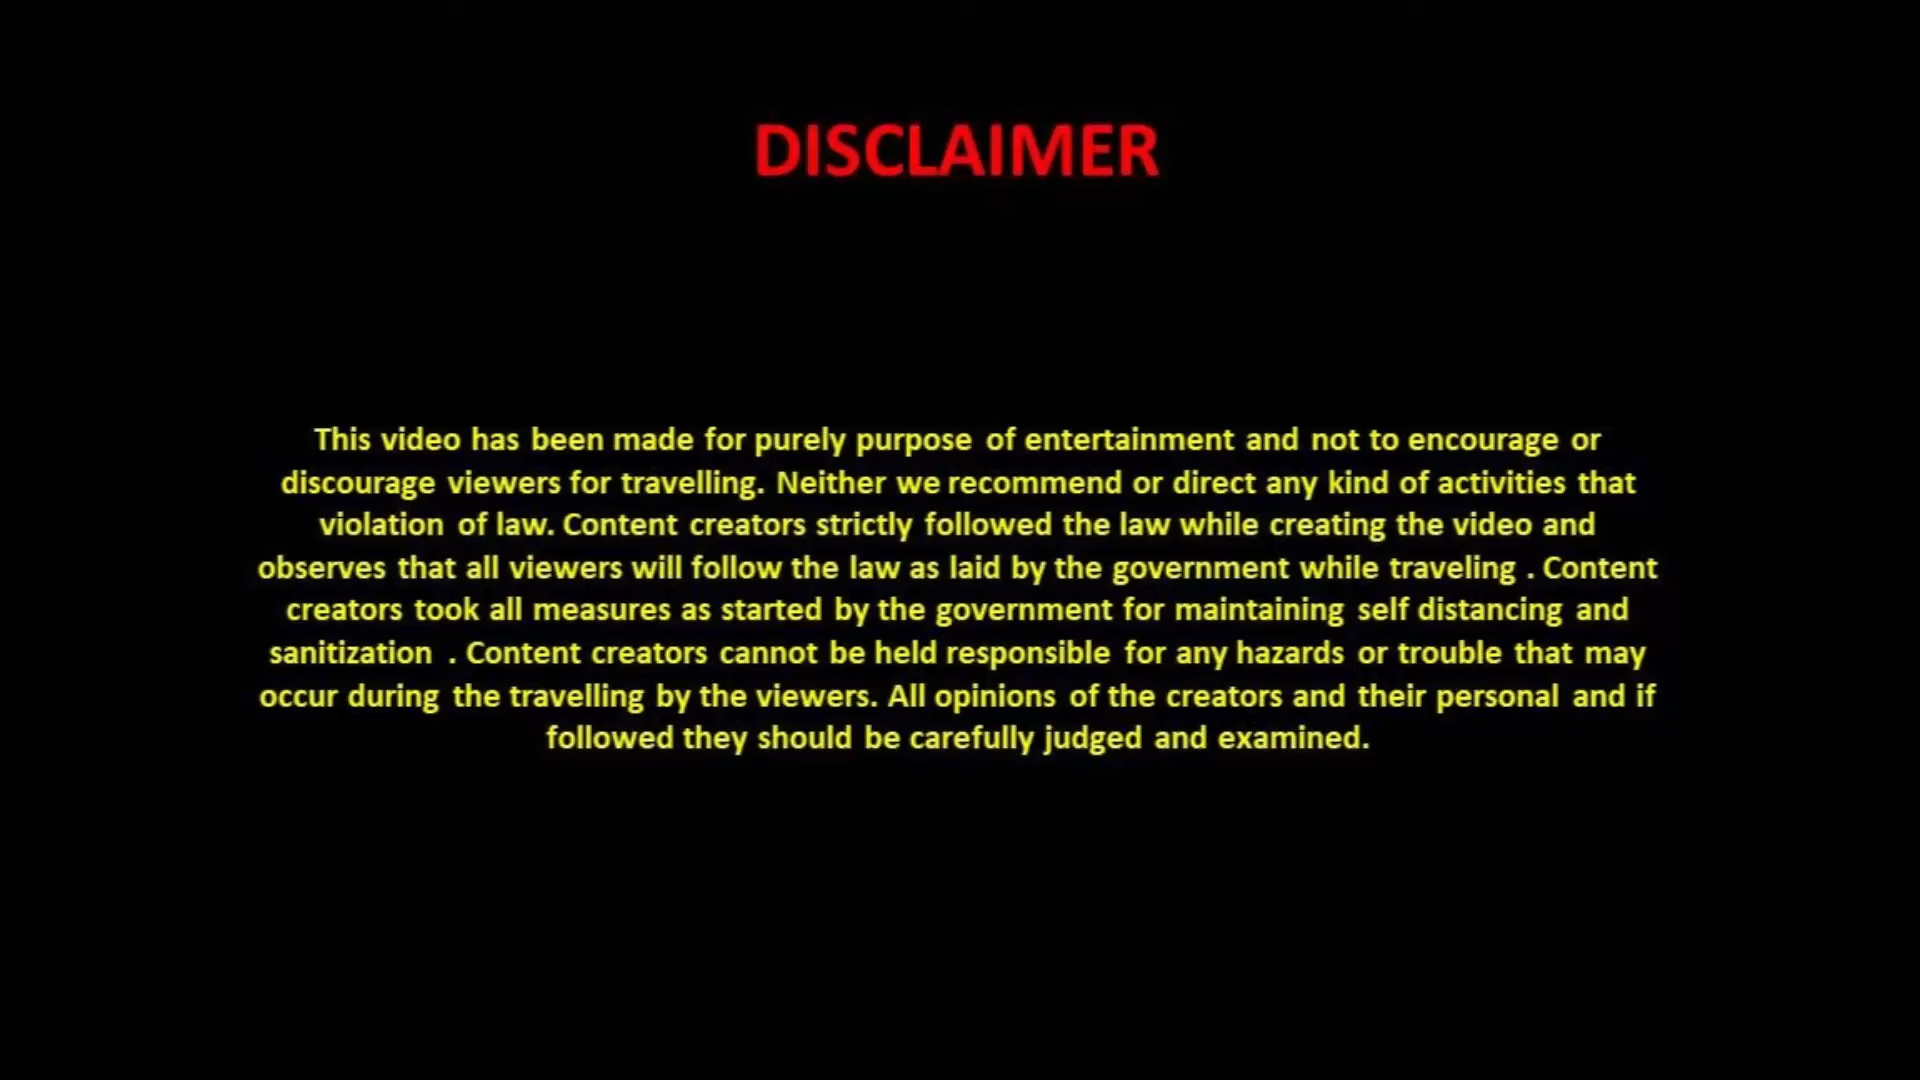 DISCLAIMER
This video has been made for purely purpose of entertainment and not to encourage or
discourage viewers for travelling. Neither we recommend or direct any kind of activities that
violation of law. Content creators strictly followed the law while creating the video and
observes that all viewers will follow the law as laid by the government while traveling . Content
creators took all measures as started by the government for maintaining self distancing and
sanitization . Content creators cannot be held responsible for any hazards or trouble that may
occur during the travelling by the viewers. All opinions of the creators and their personal and if
followed they should be carefully judged and examined.